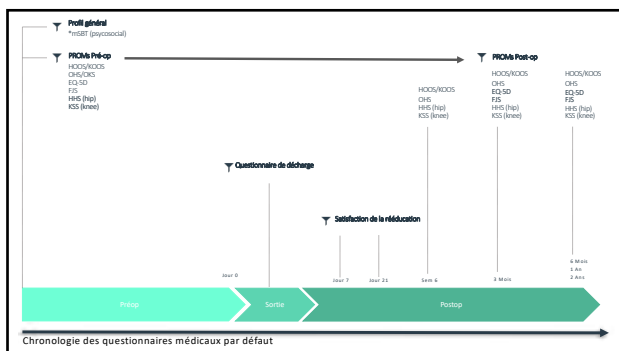 Profil général
*mSBT (psycosocial)
PROMs Pré-op
HOOS/KOOS
OHS/OKS
EQ-5D
FJS
HHS (hip)
KSS (knee)
PROMs Post-op
HOOS/KOOS
OHS
HHS (hip)
KSS (knee)
HOOS/KOOS
OHS
EQ-5D
FJS
HHS (hip)
KSS (knee)
HOOS/KOOS
OHS
EQ-5D
FJS
HHS (hip)
KSS (knee)
Questionnaire de décharge
Satisfaction de la rééducation
Jour 0
Jour 7
Jour 21
Sem 6
3 Mois
6 Mois
1 An
2 Ans
Préop
Sortie
Postop
Chronologie des questionnaires médicaux par défaut